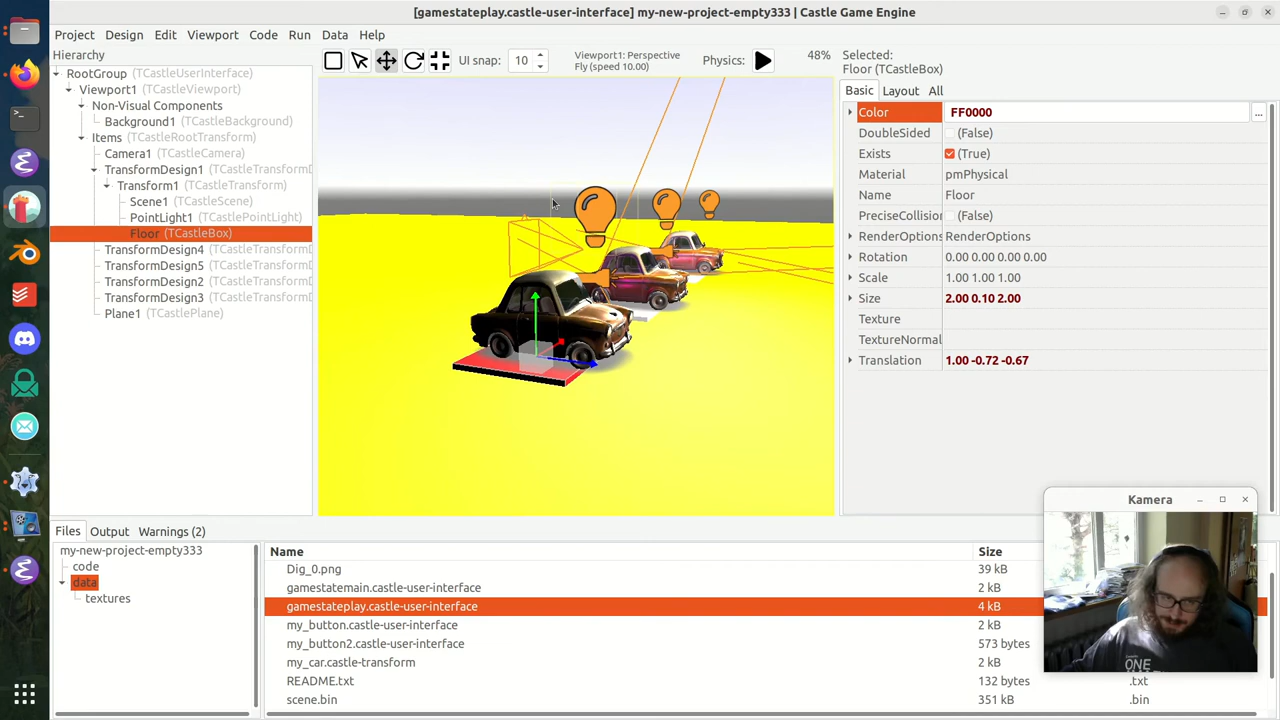 [gamestateplay.castle-user-interface] my-new-project-empty333 | Castle Game Engine
Project Design Edit Viewport Code Run Data Help
Hierarchy
RootGroup (TCastleUserInterface)
Viewport1 (TCastleViewport)
Non-Visual Components
Background1 (TCastleBackground)
Items (TCastleRootTransform)
Camera1 (TCastleCamera)
TransformDesign1 (TCastleTransformD
Transform1 (TCastleTransform)
Scene1 (TCastleScene)
PointLight1 (TCastlePointLight)
Floor (TCastleBox)
TransformDesign4 (TCastleTransformD
TransformDesign5 (TCastleTransformD
TransformDesign2 (TCastleTransformD
TransformDesign3 (TCastleTransformD
Plane1 (TCastlePlane)
UI snap: 10
Viewport1: Perspective
Fly (speed 10.00)
Physics:
48%
Selected:
Floor (TCastleBox)
Basic Layout All
Color FF0000 ...
DoubleSided (False)
Exists (True)
Material pmPhysical
Name Floor
PreciseCollision (False)
RenderOptions RenderOptions
Rotation 0.00 0.00 0.00 0.00
Scale 1.00 1.00 1.00
Size 2.00 0.10 2.00
Texture
TextureNormal
Translation 1.00 -0.72 -0.67
Files Output Warnings (2)
my-new-project-empty333
code
data
textures
Name Size
Dig_0.png 39 kB
gamestatemain.castle-user-interface 2 kB
gamestateplay.castle-user-interface 4 kB
my_button.castle-user-interface 2 kB
my_button2.castle-user-interface 573 bytes
my_car.castle-transform 2 kB
README.txt 132 bytes .txt
scene.bin 351 kB .bin
Kamera
ONE